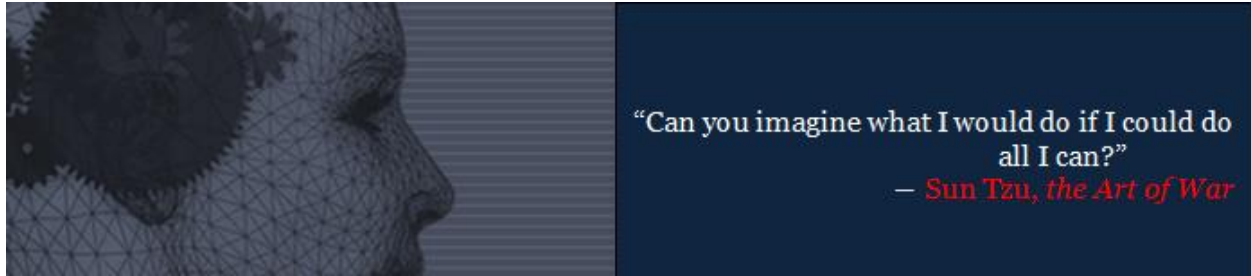 “Can you imagine what I would do if I could do
all I can?”
— Sun Tzu, the Art of War